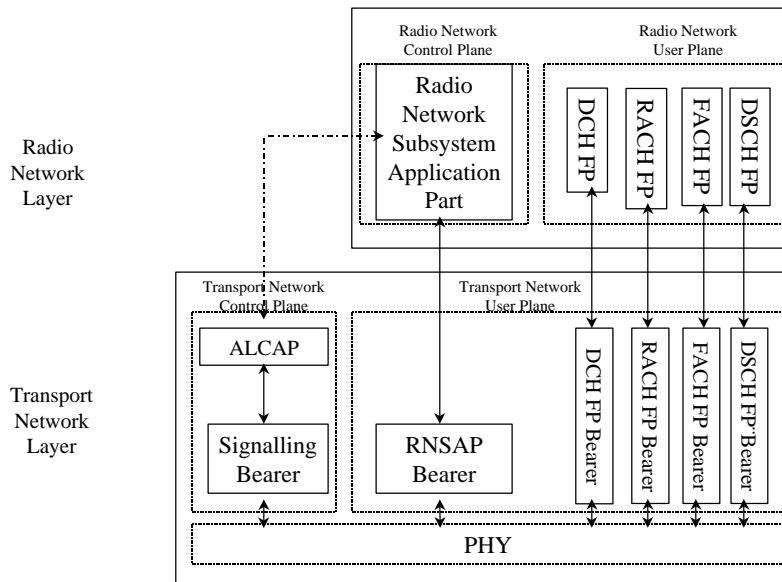 Radio Network
Control Plane
Radio Network
User Plane
Radio
Network
Subsystem
Application
Part
DCH FP
RACH FP
FACH FP
DSCH FP
Radio
Network
Layer
Transport Network
Control Plane
Transport Network
User Plane
ALCAP
Signalling
Bearer
RNSAP
Bearer
DCH FP Bearer
RACH FP Bearer
FACH FP Bearer
DSCH FP¨Bearer
Transport
Network
Layer
PHY